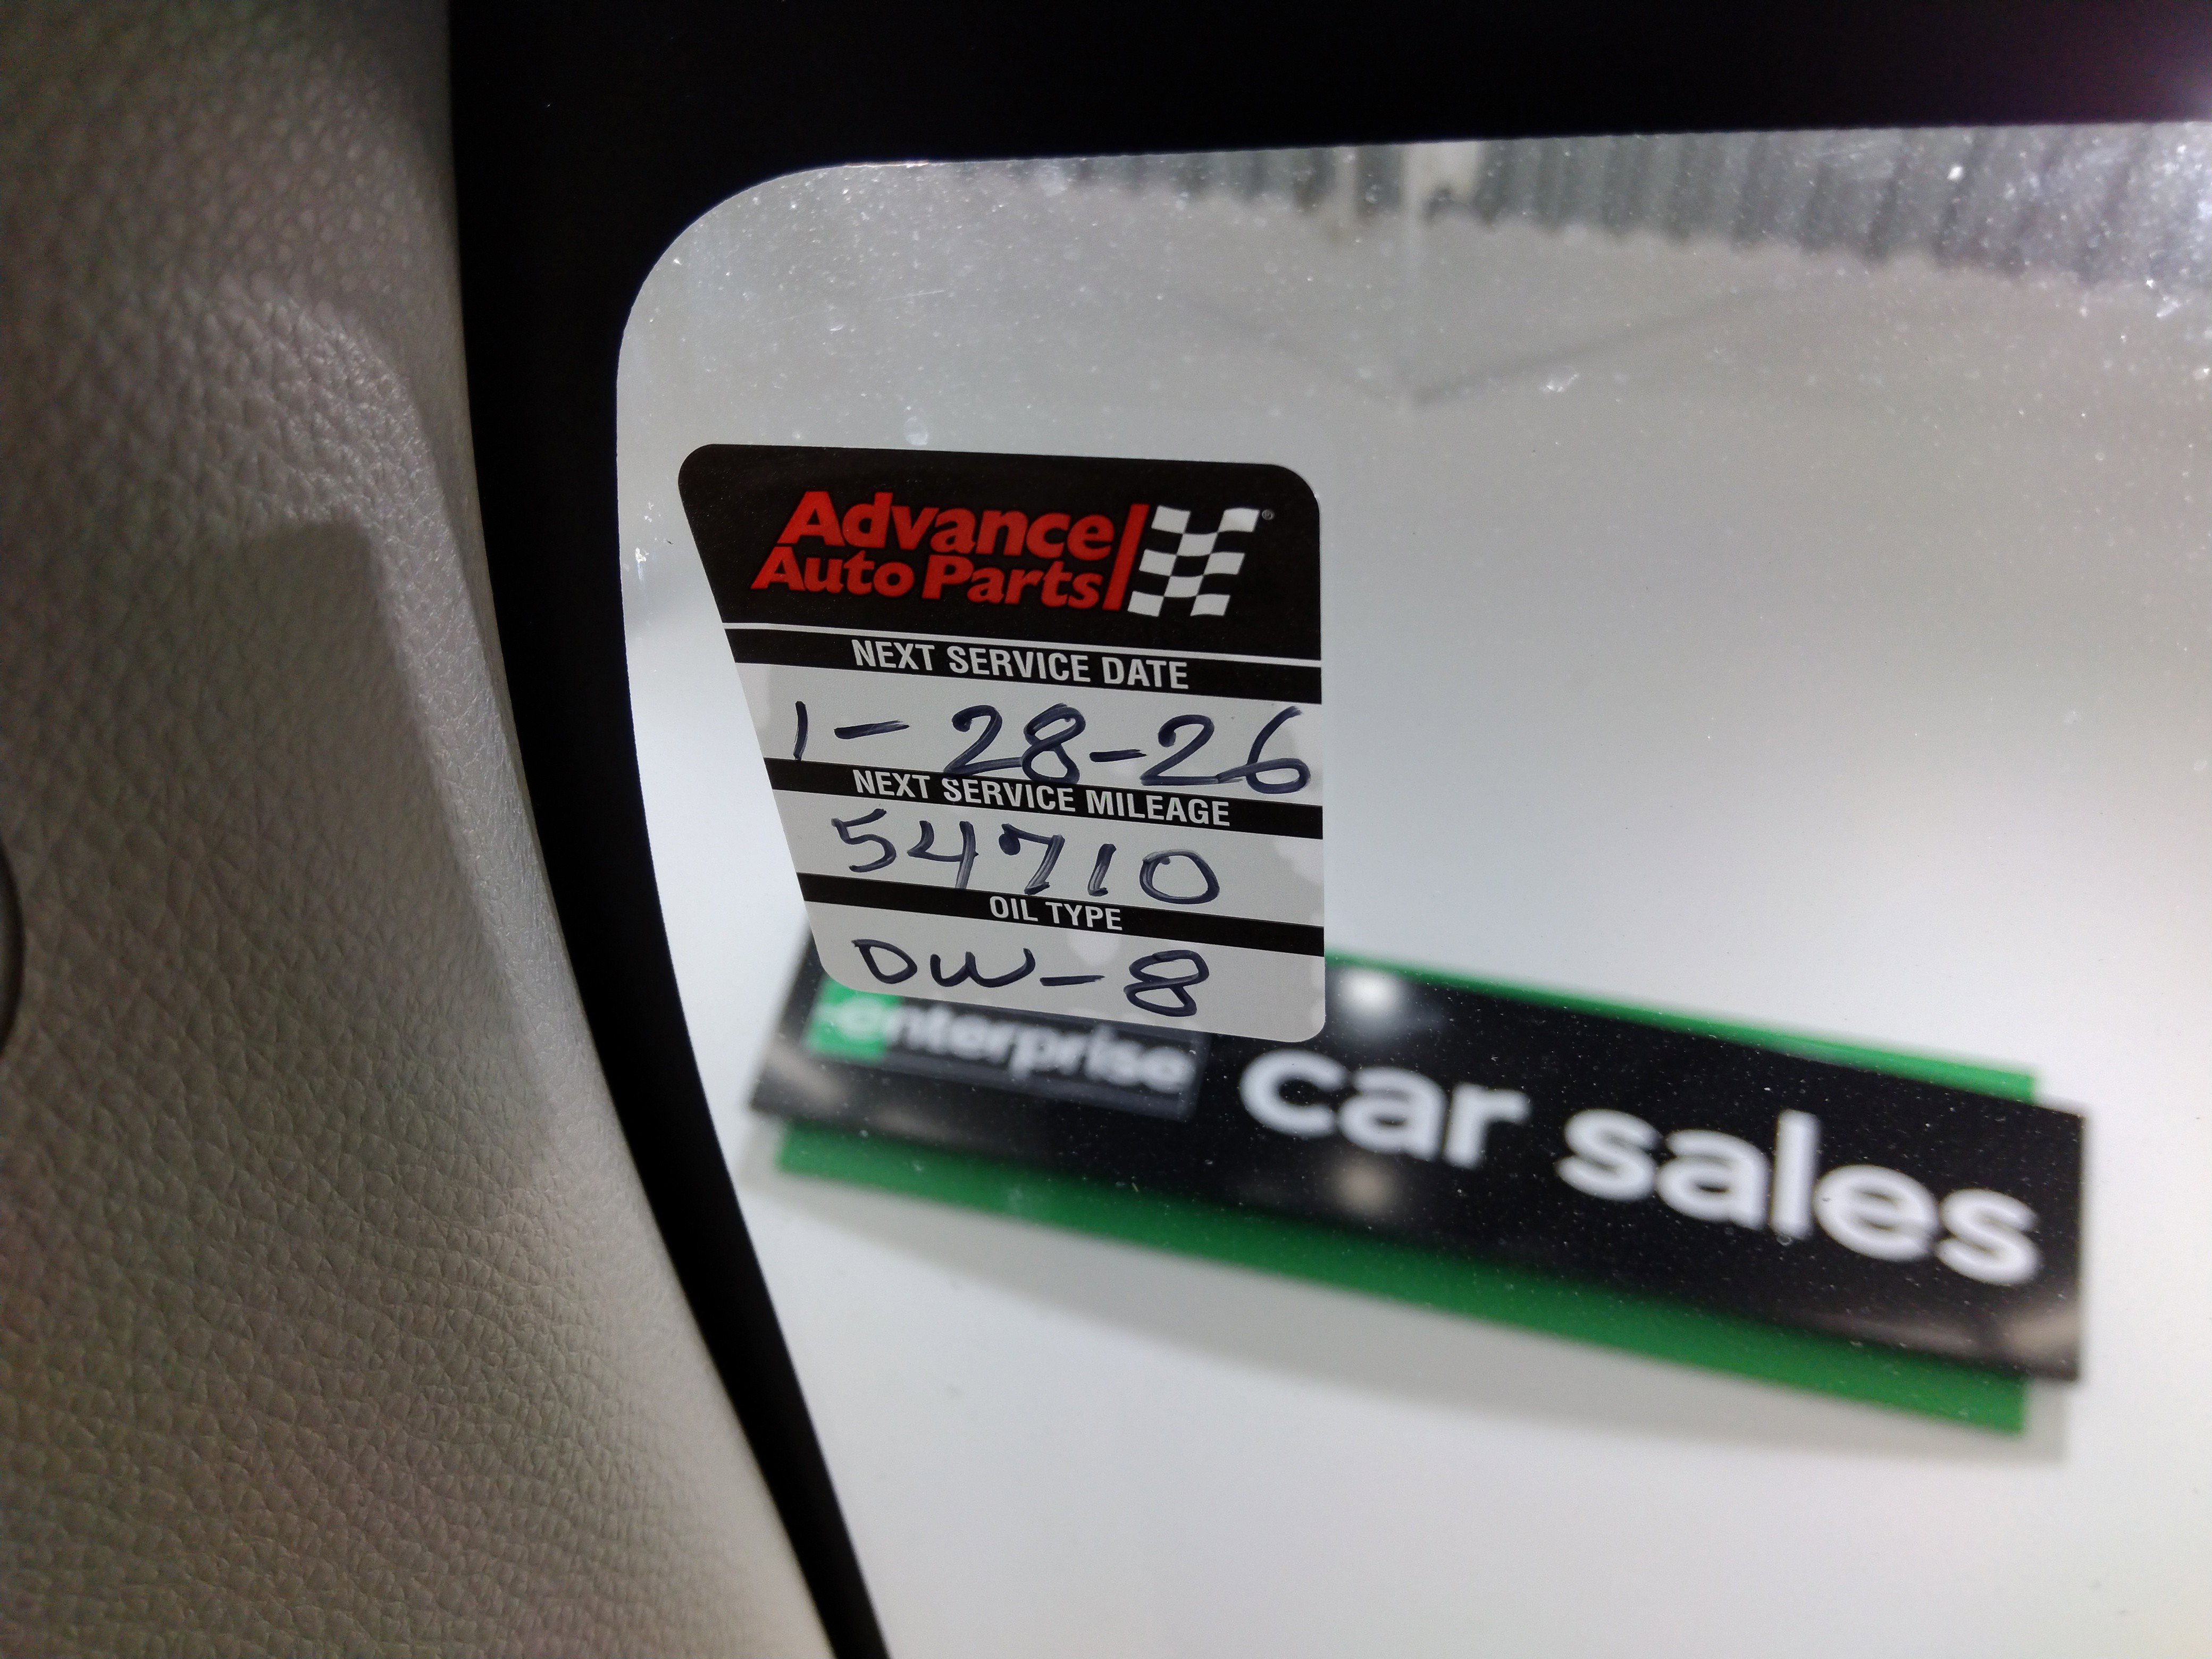 Advance
Auto Parts
NEXT SERVICE DATE
1-28-26
NEXT SERVICE MILEAGE
54710
OIL TYPE
0W-8
enterprise car sales